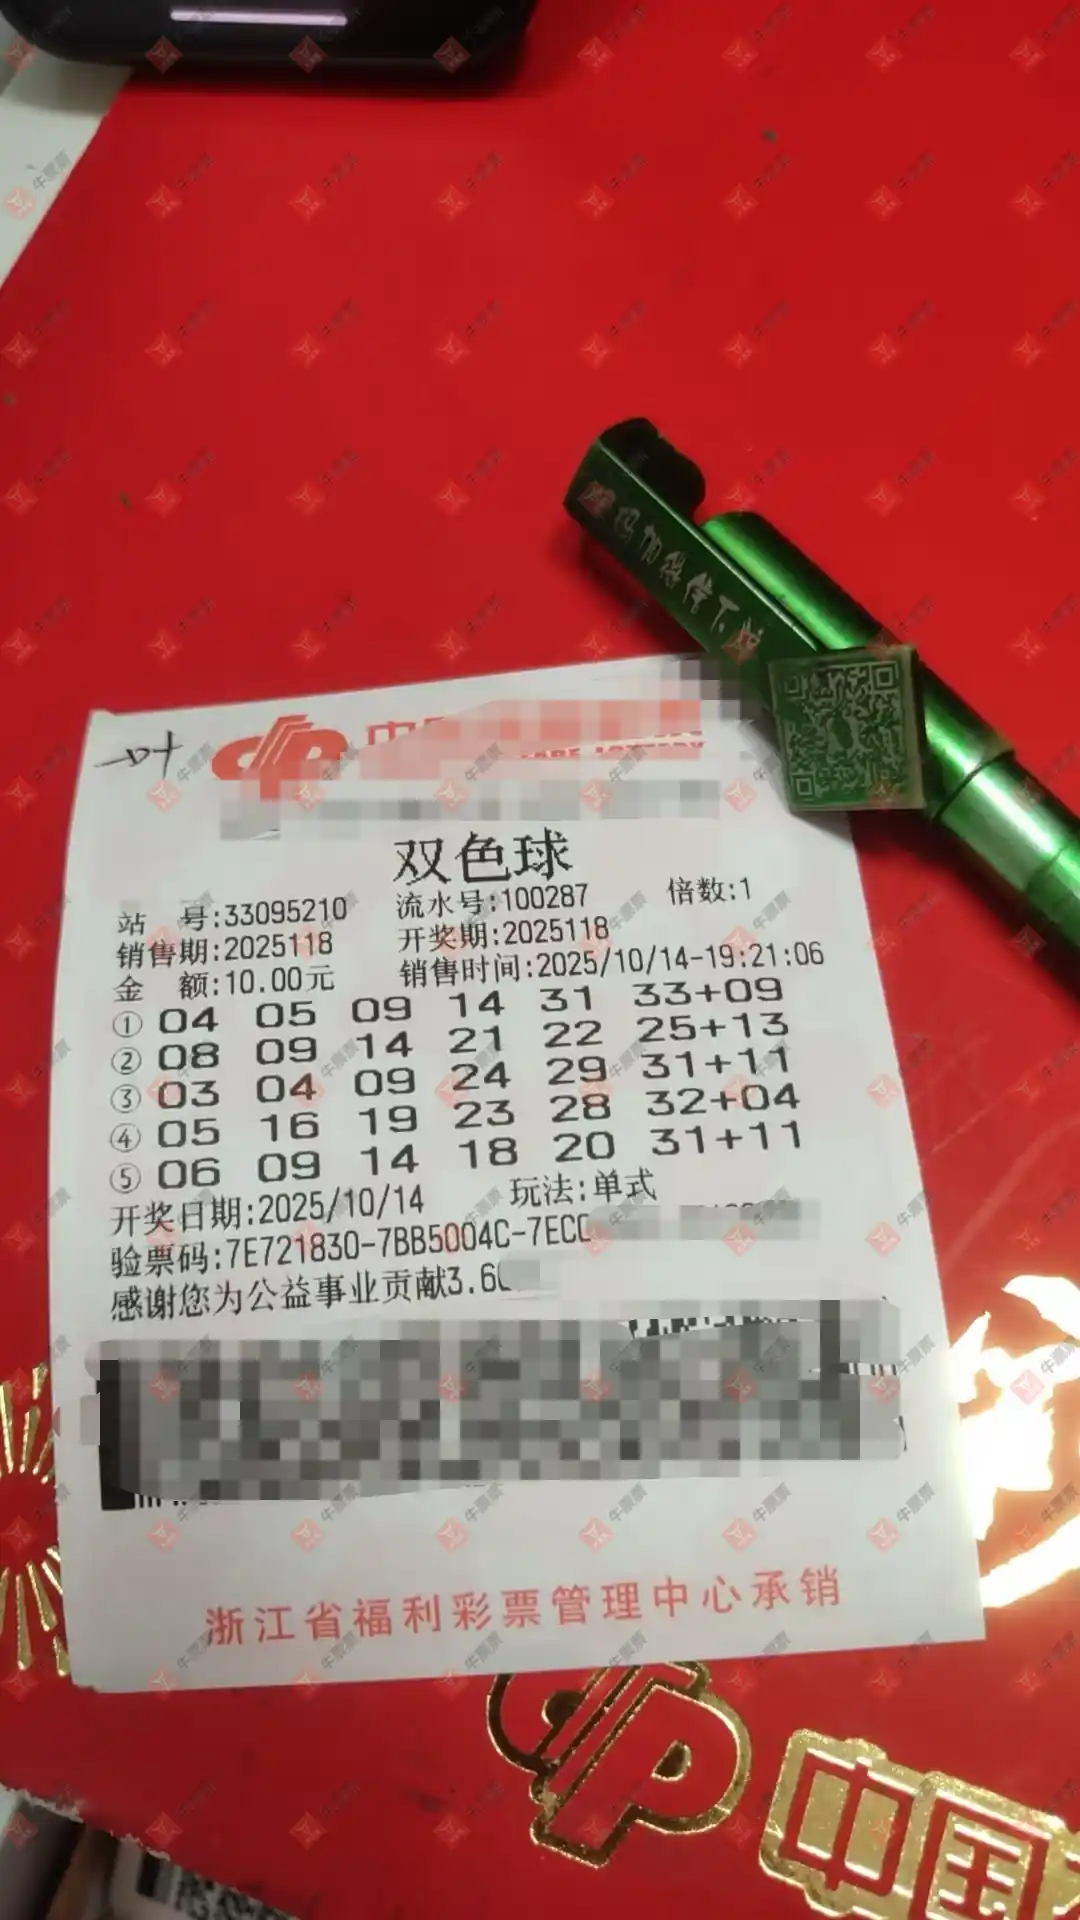 双色球
站 号:33095210 流水号:100287 倍数:1
销售期:2025118 开奖期:2025118
金 额:10.00元 销售时间:2025/10/14-19:21:06
① 04 05 09 14 31 33+09
② 08 09 14 21 22 25+13
③ 03 04 09 24 29 31+11
④ 05 16 19 23 28 32+04
⑤ 06 09 14 18 20 31+11
开奖日期:2025/10/14 玩法:单式
验票码:7E721830-7BB5004C-7ECC
感谢您为公益事业贡献3.6
浙江省福利彩票管理中心承销
中国
牛票票